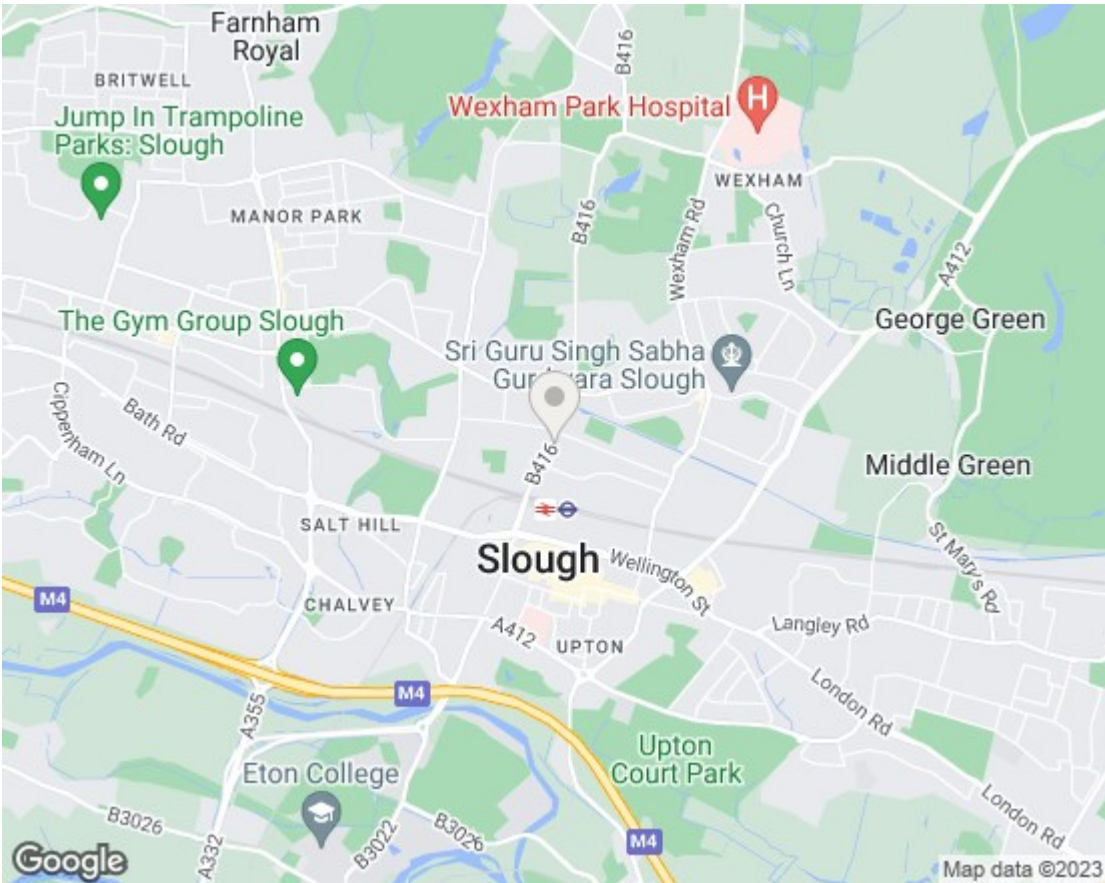 Farnham
Royal
B416
BRITWELL
Wexham Park Hospital
H
Jump In Trampoline
Parks: Slough
WEXHAM
MANOR PARK
B416
Wexham Rd
Church Ln
A412
The Gym Group Slough
George Green
Sri Guru Singh Sabha
Gurdwara Slough
Cippenham Ln
Bath Rd
B416
Middle Green
SALT HILL
Slough
Wellington St
St Mary's Rd
M4
CHALVEY
A412
UPTON
Langley Rd
M4
London Rd
A355
Upton
Court Park
Eton College
B3026
A332
B3022
B3026
M4
London Rd
Google
Map data ©2023